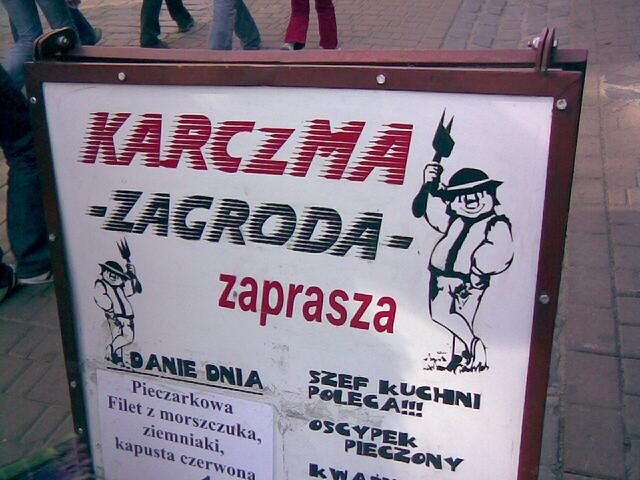 KARCZMA
-ZAGRODA-
zaprasza
DANIE DNIA
Pieczarkowa
Filet z morszczuka,
ziemniaki,
kapusta czerwona
SZEF KUCHNI
POLECA!!!
OSCYPEK
PIECZONY